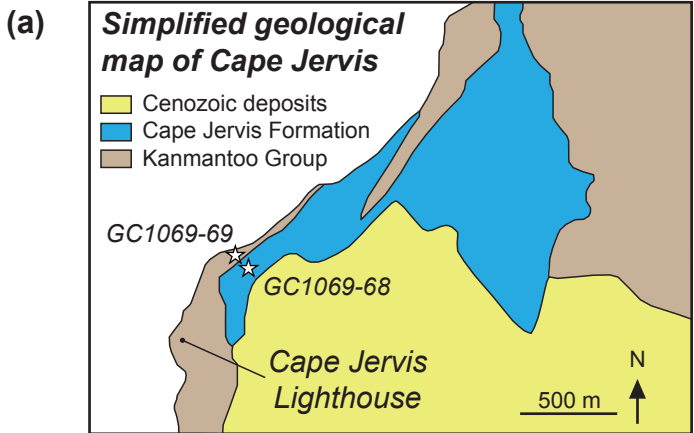 (a)
Simplified geological
map of Cape Jervis
Cenozoic deposits
Cape Jervis Formation
Kanmantoo Group
GC1069-69
GC1069-68
Cape Jervis
Lighthouse
N
500 m